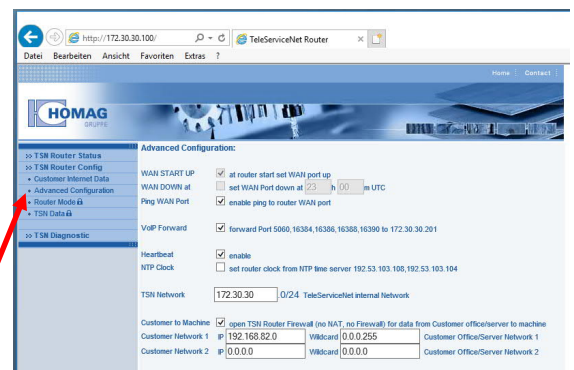 http://172.30.30.100/
TeleServiceNet Router
Datei Bearbeiten Ansicht Favoriten Extras ?
Home Contact
HOMAG
GRUPPE
>> TSN Router Status
>> TSN Router Config
Customer Internet Data
Advanced Configuration
Router Mode
TSN Data
>> TSN Diagnostic
Advanced Configuration:
WAN START UP at router start set WAN port up
WAN DOWN at set WAN Port down at 23 h 00 m UTC
Ping WAN Port enable ping to router WAN port
VoIP Forward forward Port 5060,16384,16386,16388,16390 to 172.30.30.201
Heartbeat enable
NTP Clock set router clock from NTP time server 192.53.103.108,192.53.103.104
TSN Network 172.30.30 .0/24 TeleServiceNet internal Network
Customer to Machine open TSN Router Firewall (no NAT, no Firewall) for data from Customer office/server to machine
Customer Network 1 IP 192.168.82.0 Wildcard 0.0.0.255 Customer Office/Server Network 1
Customer Network 2 IP 0.0.0.0 Wildcard 0.0.0.0 Customer Office/Server Network 2